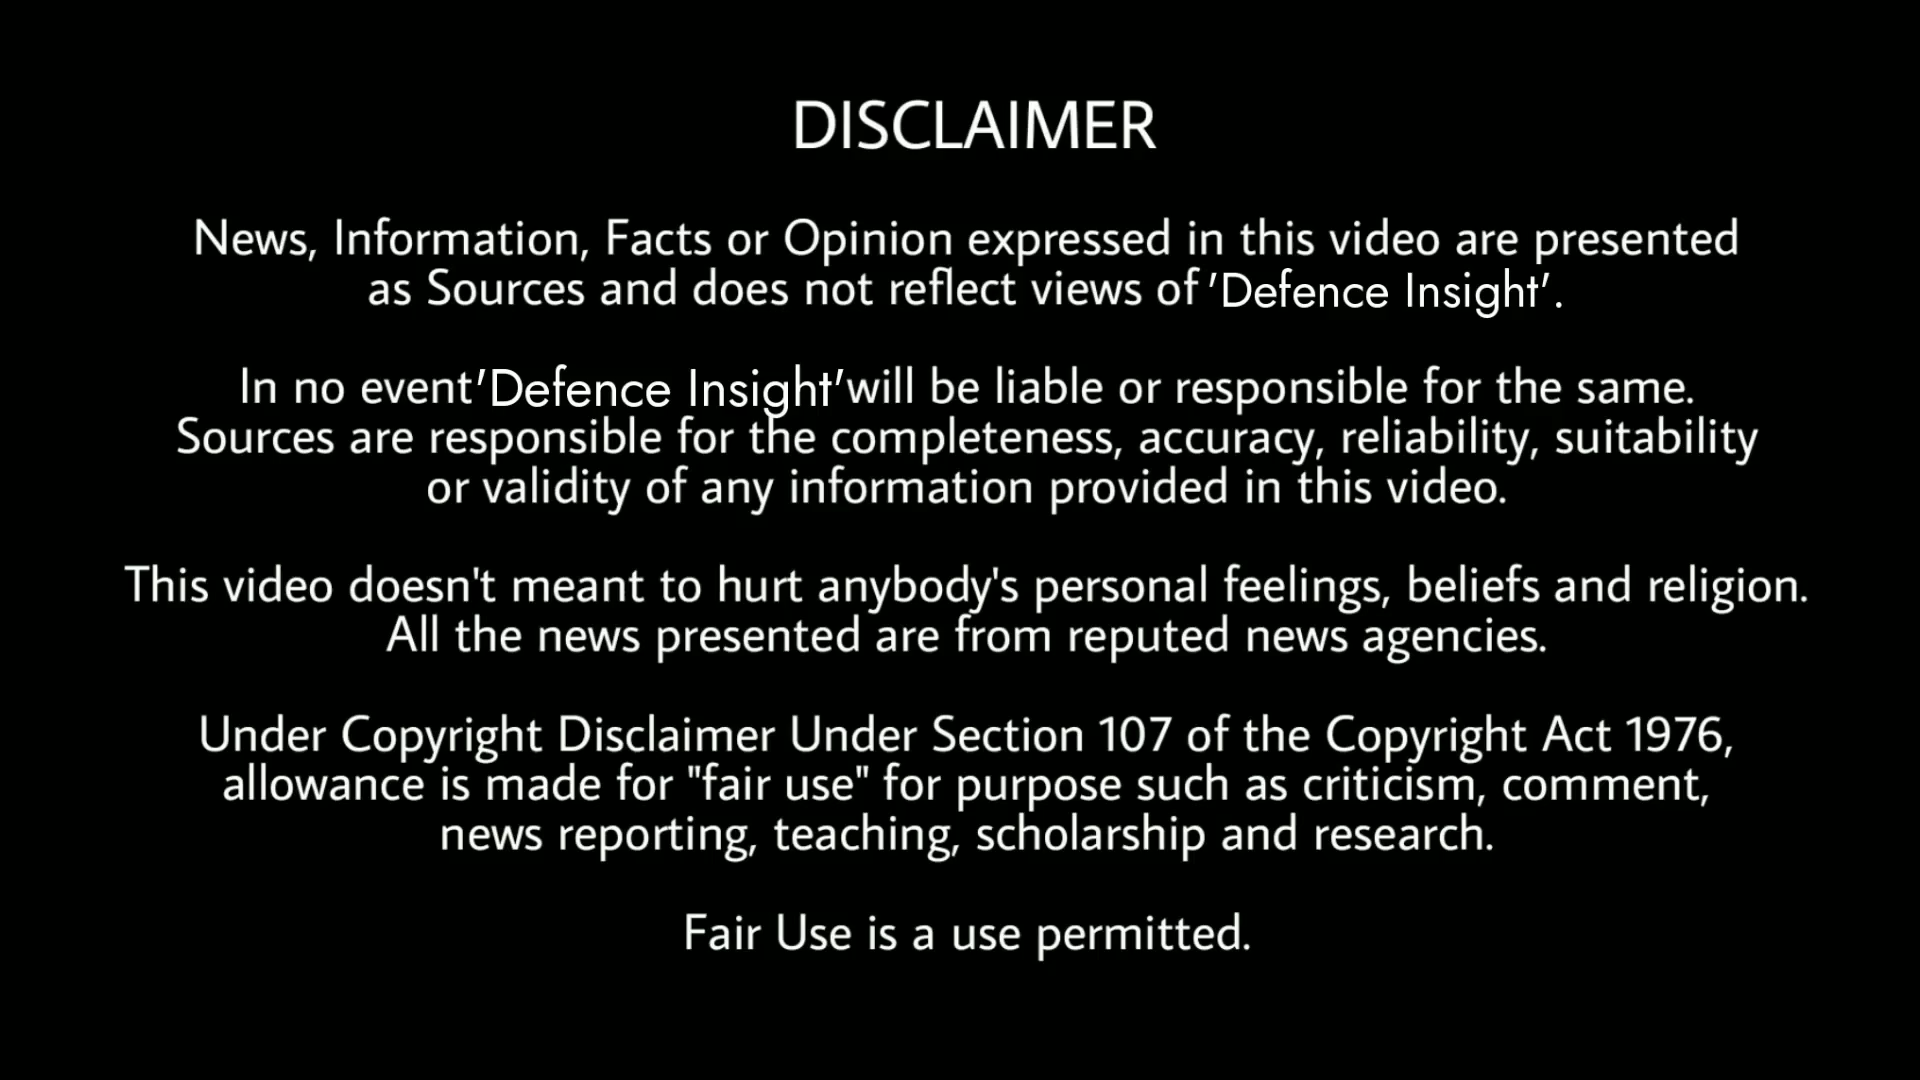 DISCLAIMER
News, Information, Facts or Opinion expressed in this video are presented
as Sources and does not reflect views of 'Defence Insight'.
In no event 'Defence Insight' will be liable or responsible for the same.
Sources are responsible for the completeness, accuracy, reliability, suitability
or validity of any information provided in this video.
This video doesn't meant to hurt anybody's personal feelings, beliefs and religion.
All the news presented are from reputed news agencies.
Under Copyright Disclaimer Under Section 107 of the Copyright Act 1976,
allowance is made for "fair use" for purpose such as criticism, comment,
news reporting, teaching, scholarship and research.
Fair Use is a use permitted.